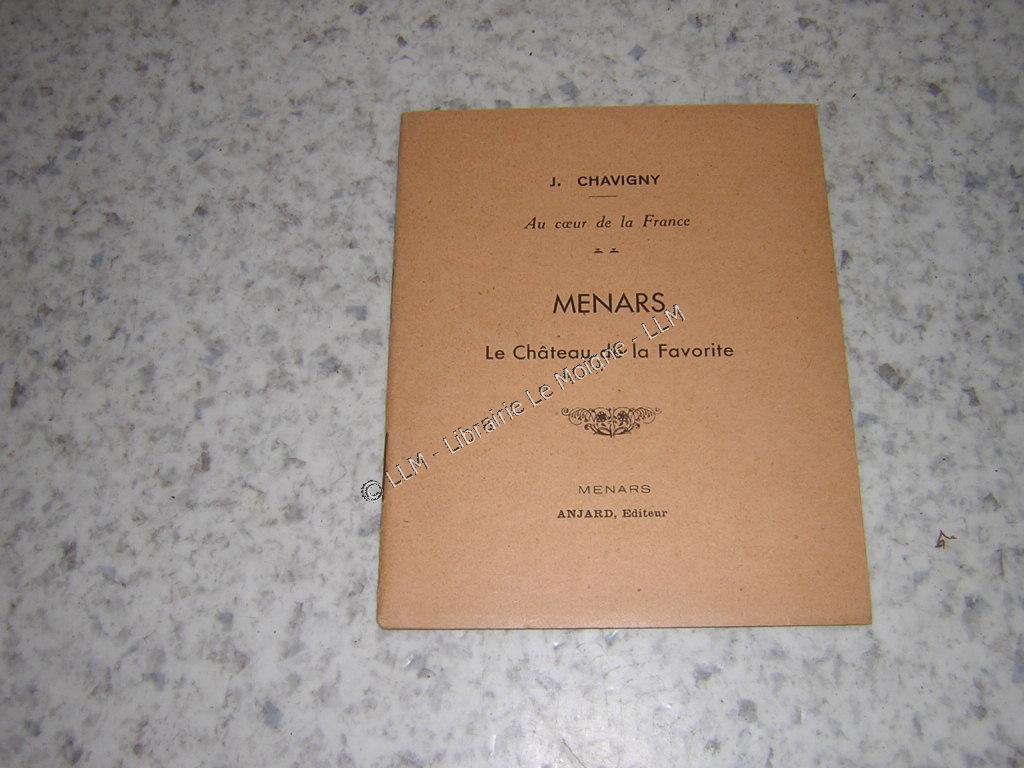 J. CHAVIGNY
Au cœur de la France
MENARS
Le Château de la Favorite
MENARS
ANJARD, Editeur
© LLM - Librairie Le Moigne - LLM